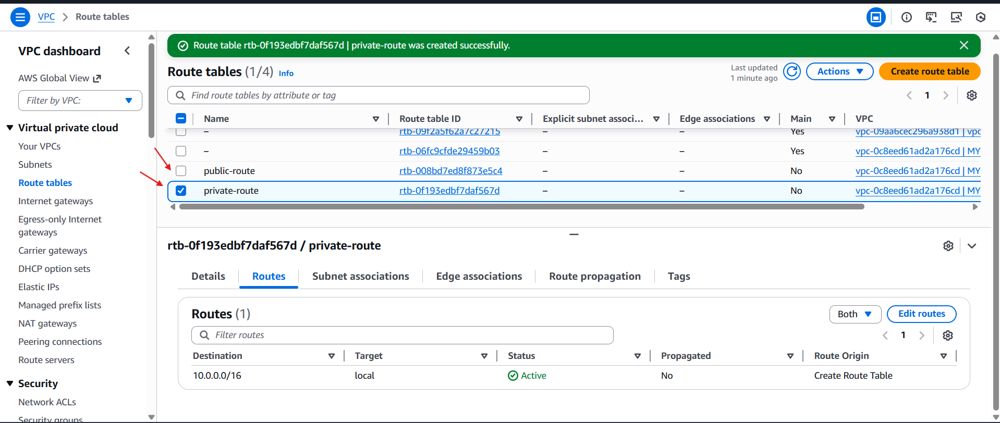 VPC > Route tables
VPC dashboard
AWS Global View
Filter by VPC:
Virtual private cloud
Your VPCs
Subnets
Route tables
Internet gateways
Egress-only Internet
gateways
Carrier gateways
DHCP option sets
Elastic IPs
Managed prefix lists
NAT gateways
Peering connections
Route servers
Security
Network ACLs
Security groups
Route table rtb-0f193edbf7daf567d | private-route was created successfully.
Route tables (1/4) Info
Last updated
1 minute ago
Actions
Create route table
Find route tables by attribute or tag
1
Name Route table ID Explicit subnet associ... Edge associations Main VPC
– rtb-09f2a5f62a7c27215 – – Yes vpc-09aa6cec296a938d1 | vpc
– rtb-06fc9cfde29459b03 – – Yes vpc-0c8eed61ad2a176cd | MY
public-route rtb-008bd7ed8f873e5c4 – – No vpc-0c8eed61ad2a176cd | MY
private-route rtb-0f193edbf7daf567d – – No vpc-0c8eed61ad2a176cd | MY
rtb-0f193edbf7daf567d / private-route
Details Routes Subnet associations Edge associations Route propagation Tags
Routes (1)
Both
Edit routes
Filter routes
1
Destination Target Status Propagated Route Origin
10.0.0.0/16 local Active No Create Route Table